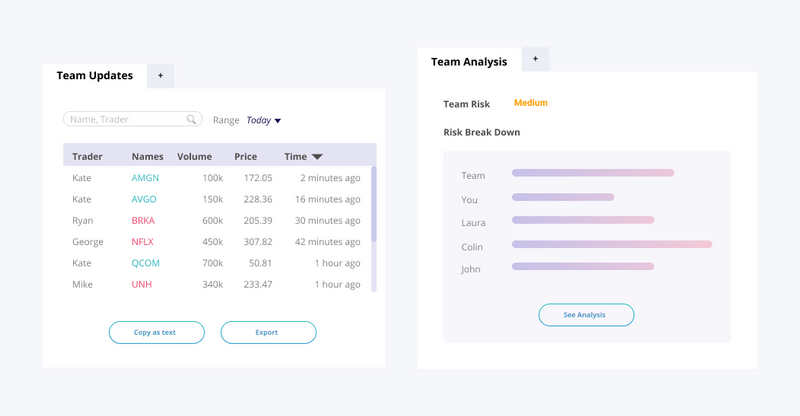 Team Updates +
Name, Trader Range Today
Trader Names Volume Price Time
Kate AMGN 100k 172.05 2 minutes ago
Kate AVGO 150k 228.36 16 minutes ago
Ryan BRKA 600k 205.39 30 minutes ago
George NFLX 450k 307.82 42 minutes ago
Kate QCOM 700k 50.81 1 hour ago
Mike UNH 340k 233.47 1 hour ago
Copy as text Export
Team Analysis +
Team Risk Medium
Risk Break Down
Team
You
Laura
Colin
John
See Analysis